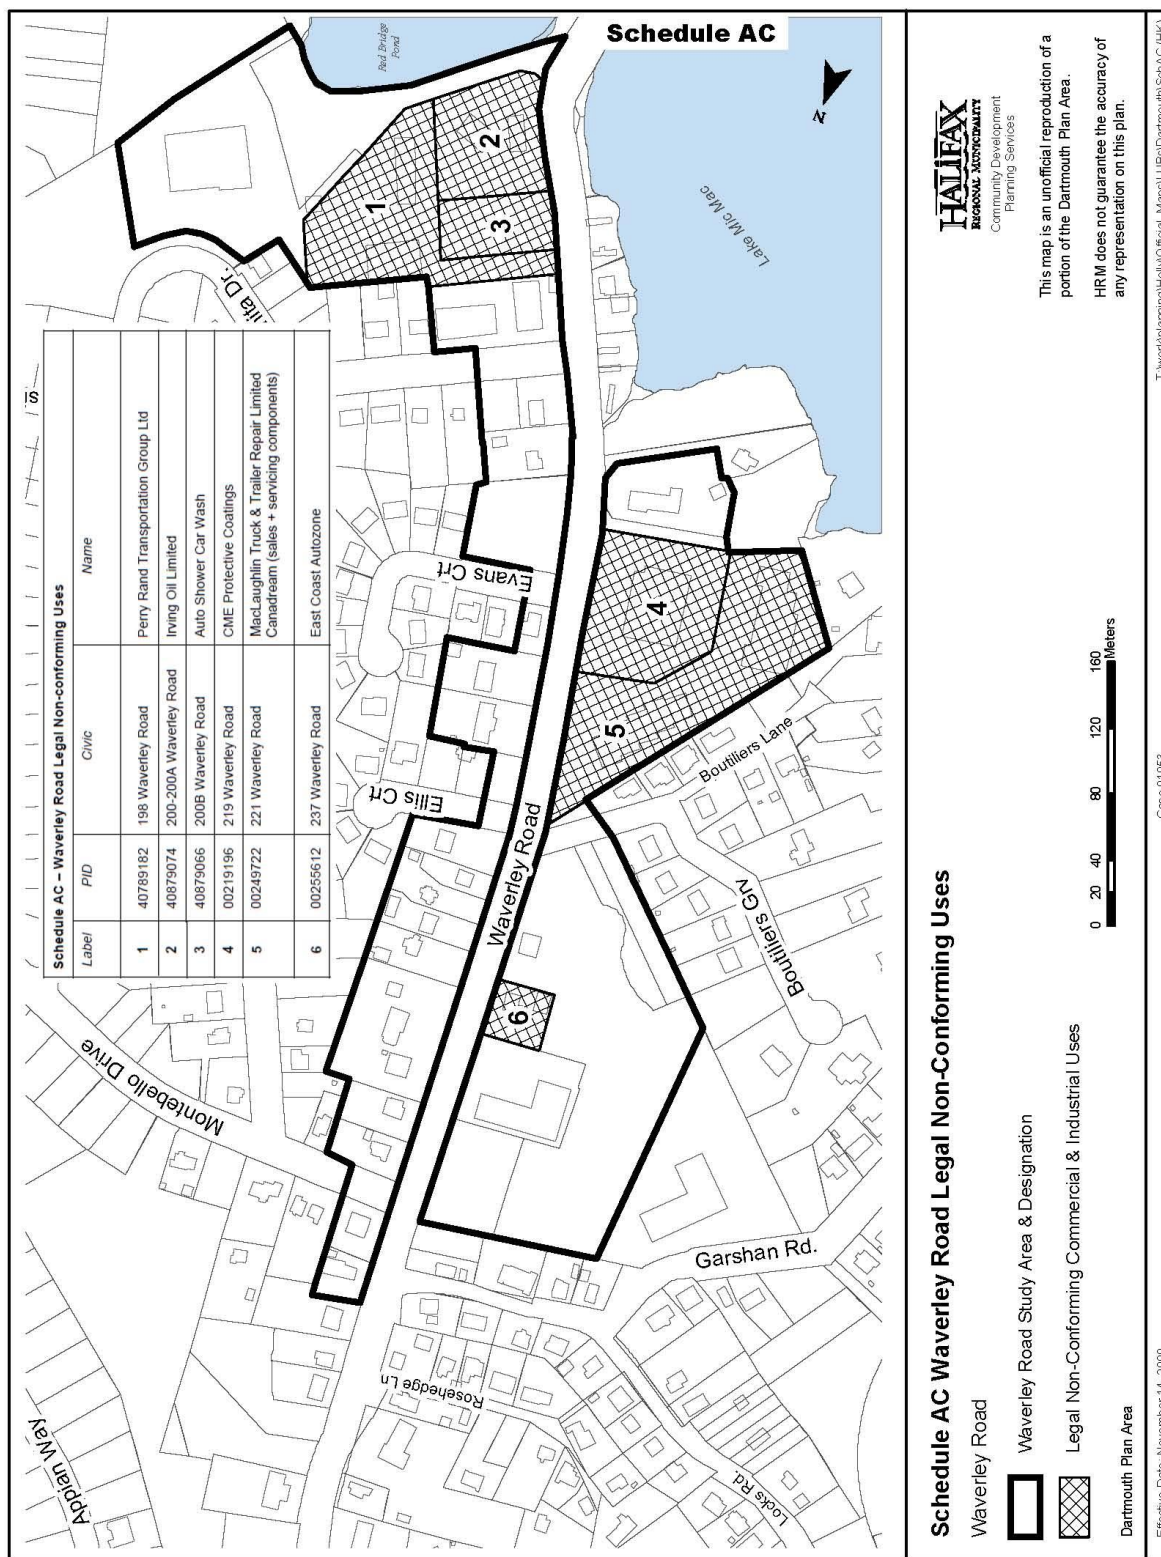 Schedule AC
Schedule AC – Waverley Road Legal Non-conforming Uses
Label PID Civic Name
1 40789182 198 Waverley Road Perry Rand Transportation Group Ltd
2 40879074 200-200A Waverley Road Irving Oil Limited
3 40879066 200B Waverley Road Auto Shower Car Wash
4 00219196 219 Waverley Road CME Protective Coatings
5 00249722 221 Waverley Road MacLaughlin Truck & Trailer Repair Limited
Canadream (sales + servicing components)
6 00255612 237 Waverley Road East Coast Autozone
Appian Way
Montebello Drive
Ellis Crt
Evans Crt
Red Bridge
Pond
1
2
3
Waverley Road
4
5
6
Lake Mic Mac
N
Rosehedge Ln
Locks Rd.
Garshan Rd.
Boutiliers Grv
Boutiliers Lane
Schedule AC Waverley Road Legal Non-Conforming Uses
Waverley Road
Waverley Road Study Area & Designation
Legal Non-Conforming Commercial & Industrial Uses
Dartmouth Plan Area
0 20 40 80 120 160
Meters
HALIFAX
REGIONAL MUNICIPALITY
Community Development
Planning Services
This map is an unofficial reproduction of a
portion of the Dartmouth Plan Area.
HRM does not guarantee the accuracy of
any representation on this plan.